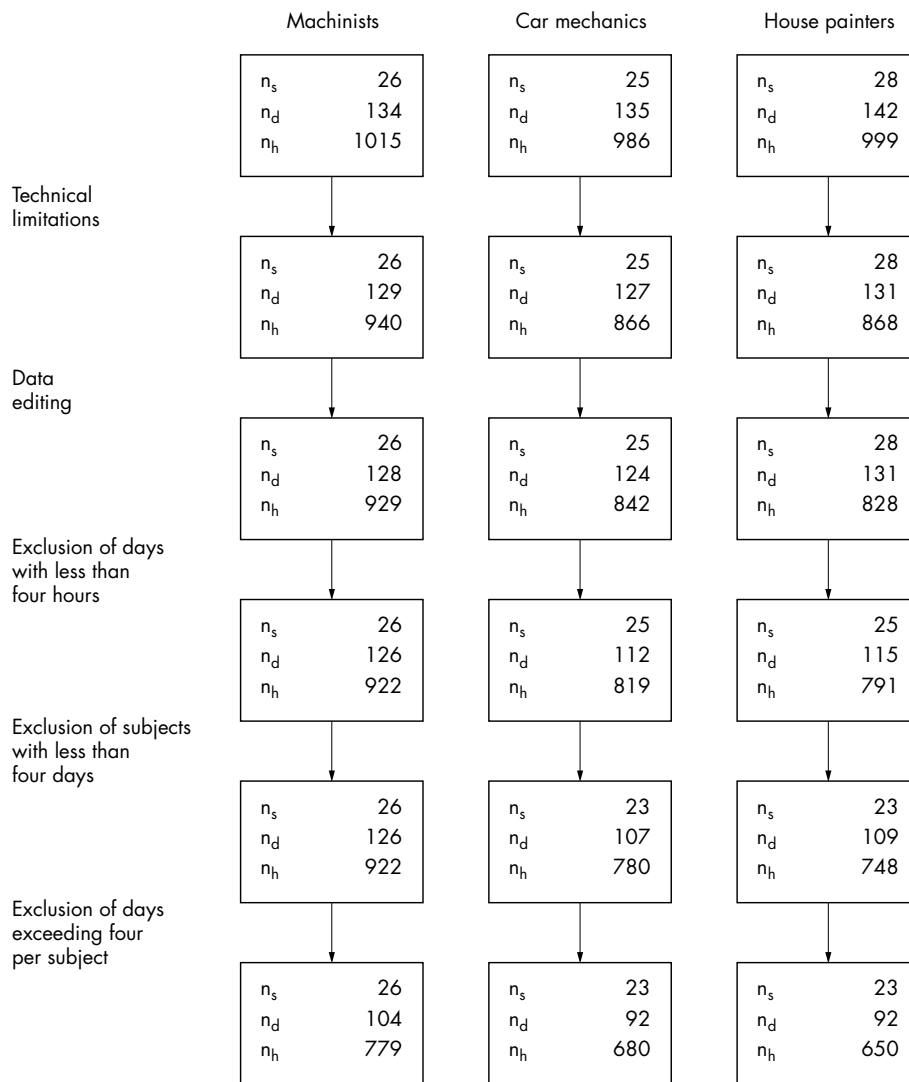 Machinists Car mechanics House painters
n_s 26 n_s 25 n_s 28
n_d 134 n_d 135 n_d 142
n_h 1015 n_h 986 n_h 999
Technical
limitations
n_s 26 n_s 25 n_s 28
n_d 129 n_d 127 n_d 131
n_h 940 n_h 866 n_h 868
Data
editing
n_s 26 n_s 25 n_s 28
n_d 128 n_d 124 n_d 131
n_h 929 n_h 842 n_h 828
Exclusion of days
with less than
four hours
n_s 26 n_s 25 n_s 25
n_d 126 n_d 112 n_d 115
n_h 922 n_h 819 n_h 791
Exclusion of subjects
with less than
four days
n_s 26 n_s 23 n_s 23
n_d 126 n_d 107 n_d 109
n_h 922 n_h 780 n_h 748
Exclusion of days
exceeding four
per subject
n_s 26 n_s 23 n_s 23
n_d 104 n_d 92 n_d 92
n_h 779 n_h 680 n_h 650